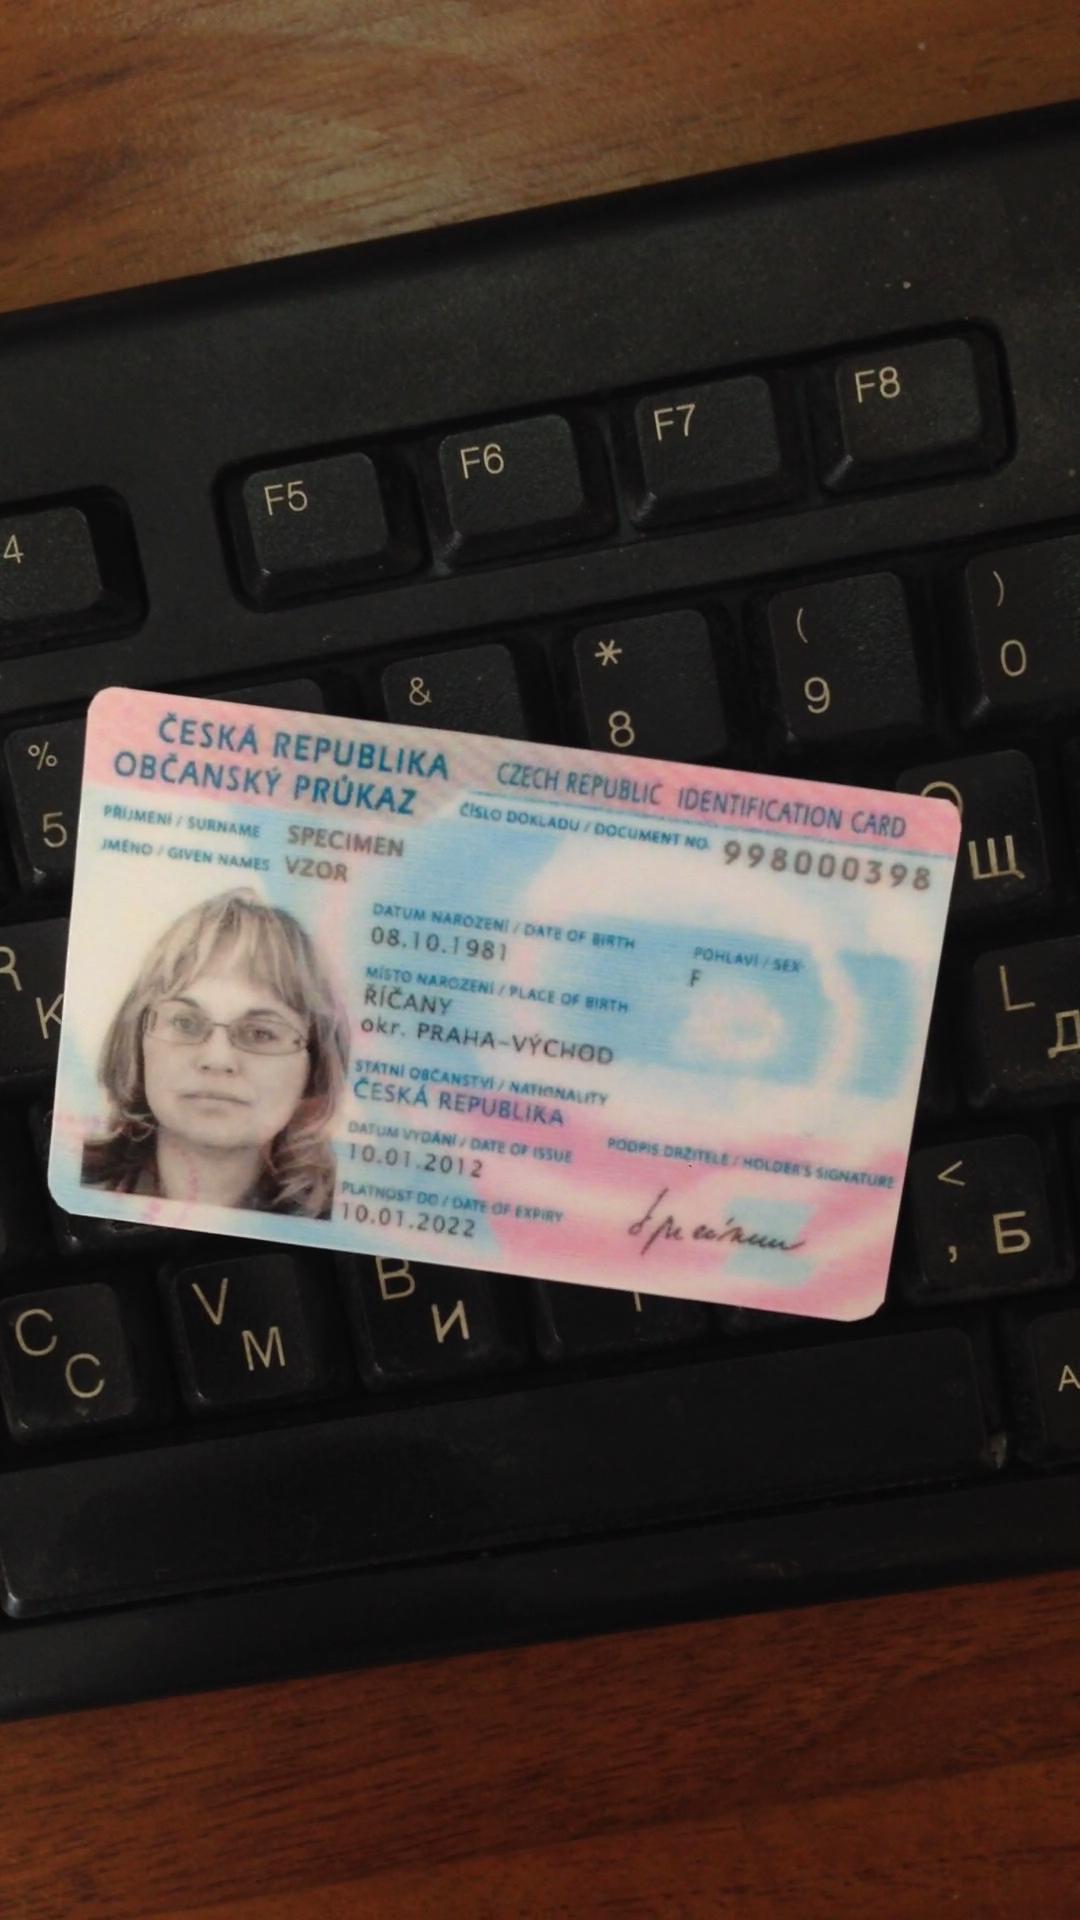 F5 F6 F7 F8
4
&
*
8
(
9
)
0
%
5
ČESKÁ REPUBLIKA
OBČANSKÝ PRŮKAZ
CZECH REPUBLIC IDENTIFICATION CARD
PŘÍJMENÍ / SURNAME SPECIMEN
JMÉNO / GIVEN NAMES VZOR
ČÍSLO DOKLADU / DOCUMENT NO. 998000398
DATUM NAROZENÍ / DATE OF BIRTH
08.10.1981
POHLAVÍ / SEX
F
MÍSTO NAROZENÍ / PLACE OF BIRTH
ŘÍČANY
okr. PRAHA-VÝCHOD
STÁTNÍ OBČANSTVÍ / NATIONALITY
ČESKÁ REPUBLIKA
DATUM VYDÁNÍ / DATE OF ISSUE
10.01.2012
PLATNOST DO / DATE OF EXPIRY
10.01.2022
PODPIS DRŽITELE / HOLDER'S SIGNATURE
Specimen
Щ
R
К
L
Д
<
, Б
C
С
V
М
B
И
A